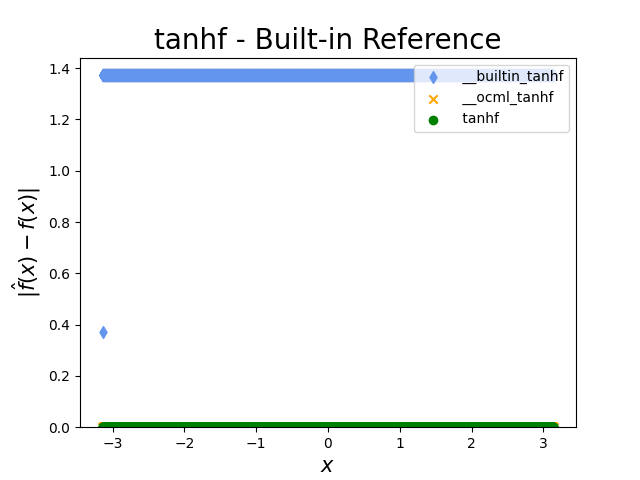 tanhf - Built-in Reference
|f̂(x) − f(x)|
1.4
1.2
1.0
0.8
0.6
0.4
0.2
0.0
__builtin_tanhf
__ocml_tanhf
tanhf
−3
−2
−1
0
1
2
3
x